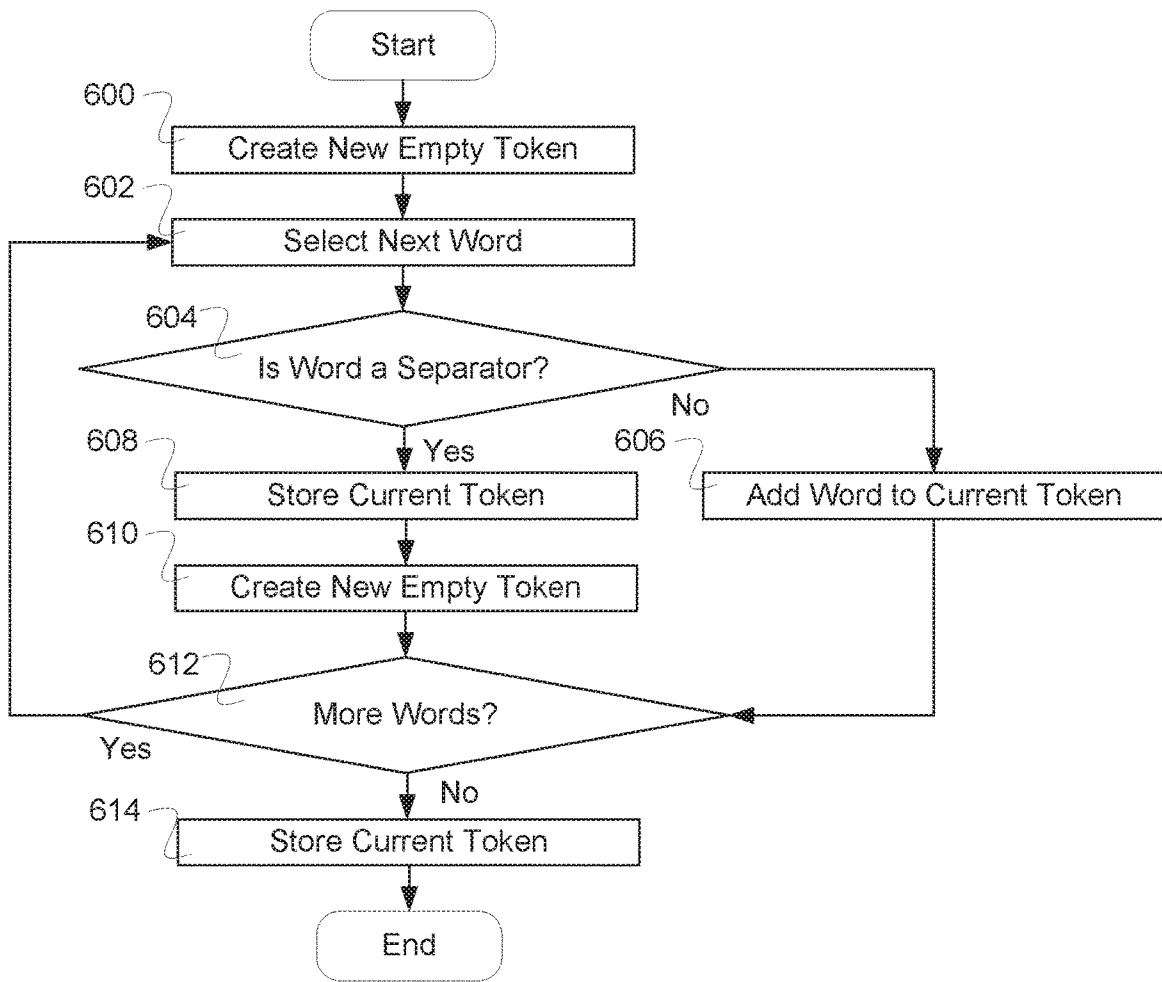 Start
600
Create New Empty Token
602
Select Next Word
604
Is Word a Separator?
No
Yes
608
Store Current Token
606
Add Word to Current Token
610
Create New Empty Token
612
More Words?
Yes
No
614
Store Current Token
End